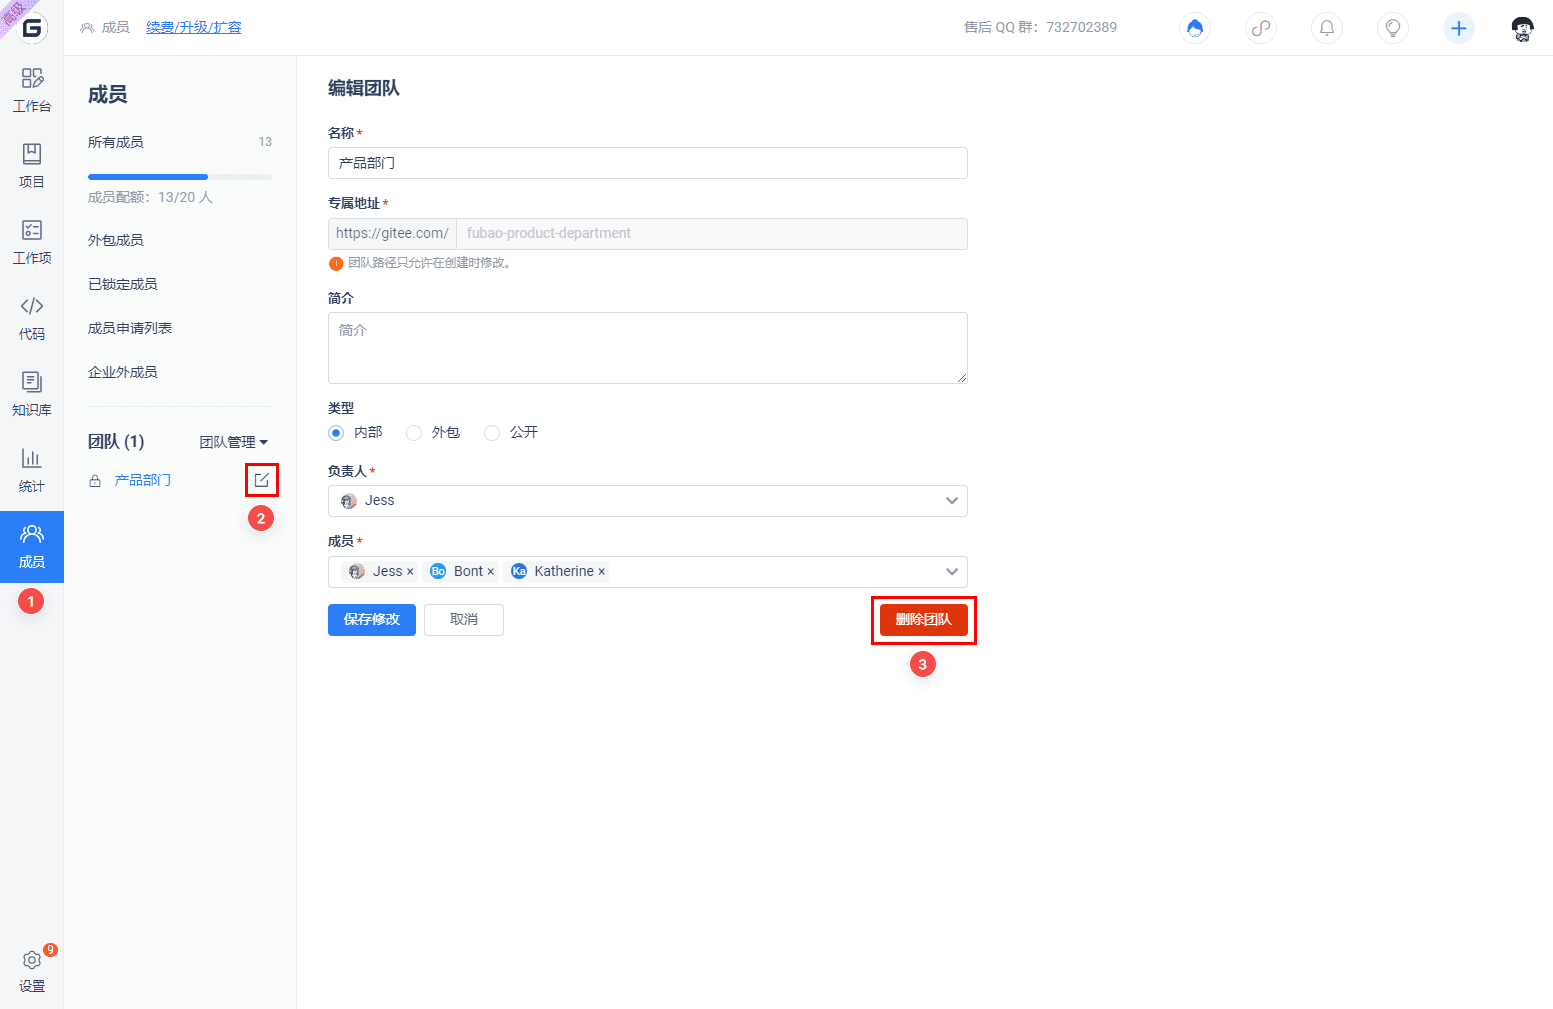 高级
成员 续费/升级/扩容 售后 QQ 群：732702389
工作台
项目
工作项
代码
知识库
统计
成员
1
9
设置
成员
所有成员 13
成员配额：13/20 人
外包成员
已锁定成员
成员申请列表
企业外成员
团队 (1) 团队管理
产品部门
2
编辑团队
名称*
产品部门
专属地址*
https://gitee.com/ fubao-product-department
团队路径只允许在创建时修改。
简介
简介
类型
内部 外包 公开
负责人*
Jess
成员*
Jess × Bo Bont × Ka Katherine ×
保存修改 取消 删除团队
3